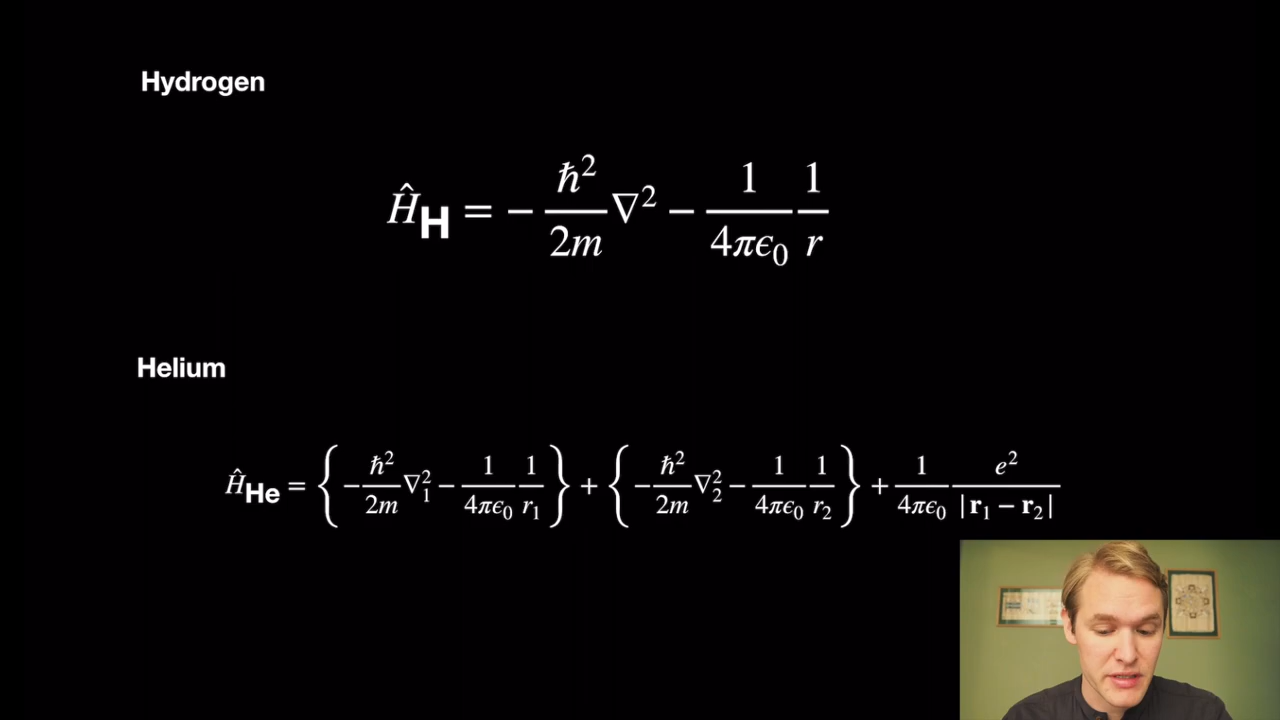 Hydrogen
Ĥ_H = − ħ²/2m ∇² − 1/4πϵ₀ 1/r
Helium
Ĥ_He = { − ħ²/2m ∇₁² − 1/4πϵ₀ 1/r₁ } + { − ħ²/2m ∇₂² − 1/4πϵ₀ 1/r₂ } + 1/4πϵ₀ e²/|r₁ − r₂|